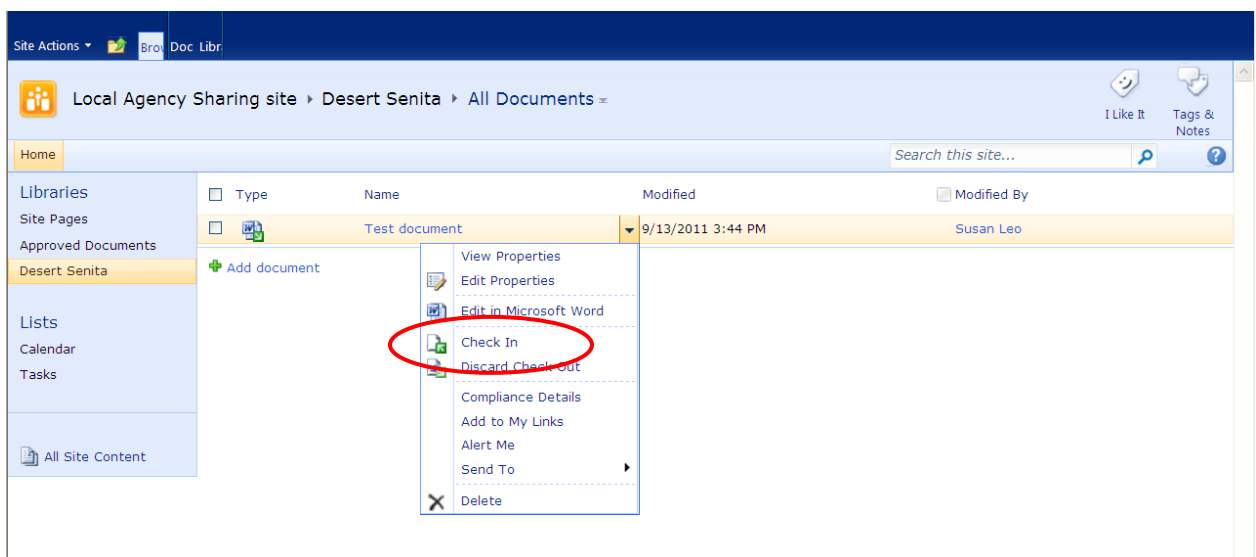 Site Actions Brow Doc Libr
Local Agency Sharing site Desert Senita All Documents
I Like It Tags & Notes
Home Search this site...
Libraries
Site Pages
Approved Documents
Desert Senita
Lists
Calendar
Tasks
All Site Content
Type Name Modified Modified By
Test document 9/13/2011 3:44 PM Susan Leo
Add document
View Properties
Edit Properties
Edit in Microsoft Word
Check In
Discard Check Out
Compliance Details
Add to My Links
Alert Me
Send To
Delete